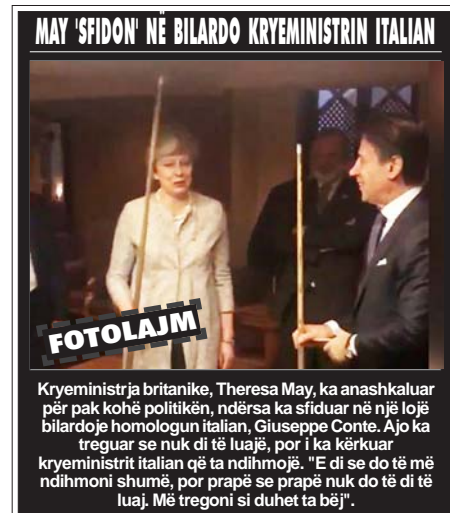 MAY 'SFIDON' NË BILARDO KRYEMINISTRIN ITALIAN
FOTOLAJM
Kryeministrja britanike, Theresa May, ka anashkaluar
për pak kohë politikën, ndërsa ka sfiduar në një lojë
bilardoje homologun italian, Giuseppe Conte. Ajo ka
treguar se nuk di të luajë, por i ka kërkuar
kryeministrit italian që ta ndihmojë. "E di se do të më
ndihmoni shumë, por prapë se prapë nuk do të di të
luaj. Më tregoni si duhet ta bëj".